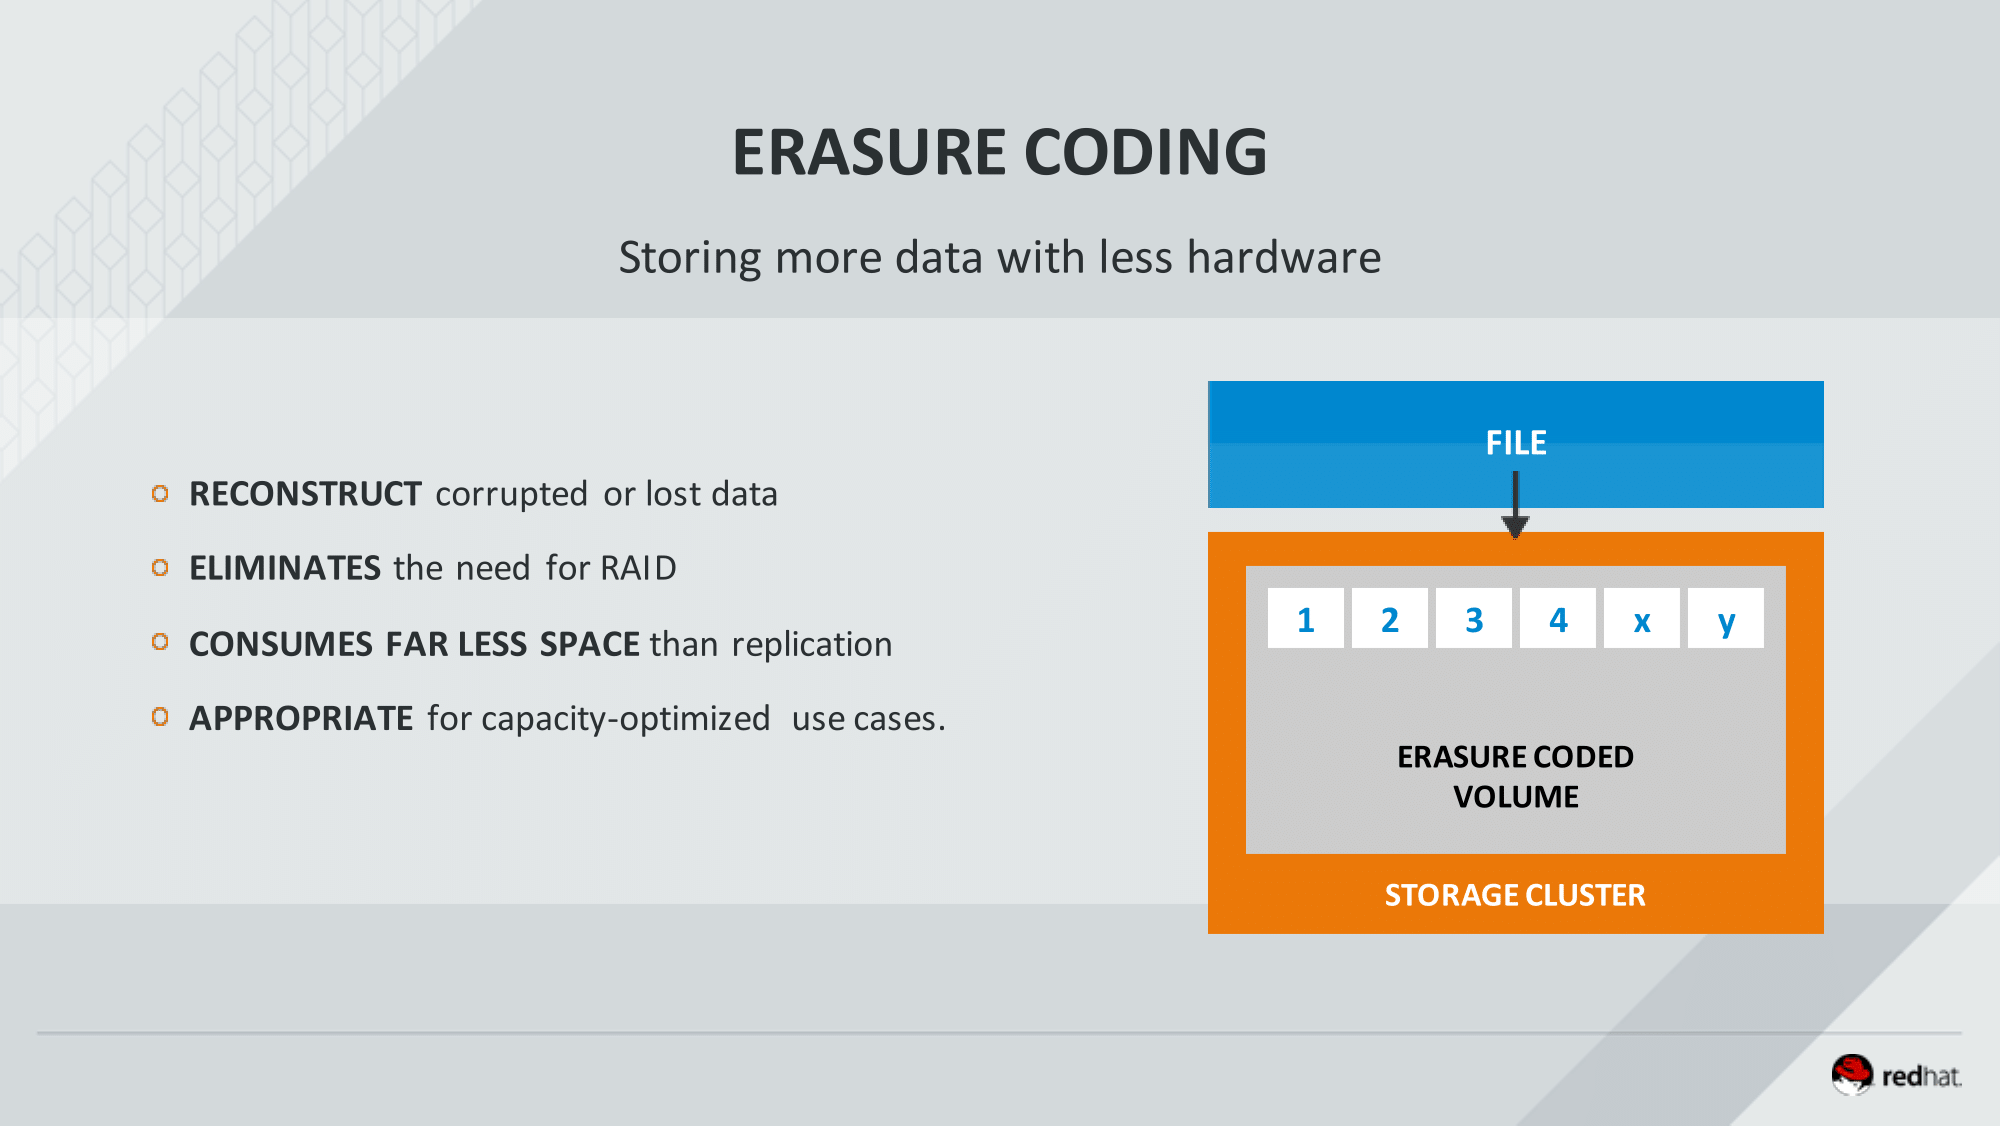 ERASURE CODING
Storing more data with less hardware
RECONSTRUCT corrupted or lost data
ELIMINATES the need for RAID
CONSUMES FAR LESS SPACE than replication
APPROPRIATE for capacity-optimized use cases.
FILE
1 2 3 4 x y
ERASURE CODED
VOLUME
STORAGE CLUSTER
redhat.